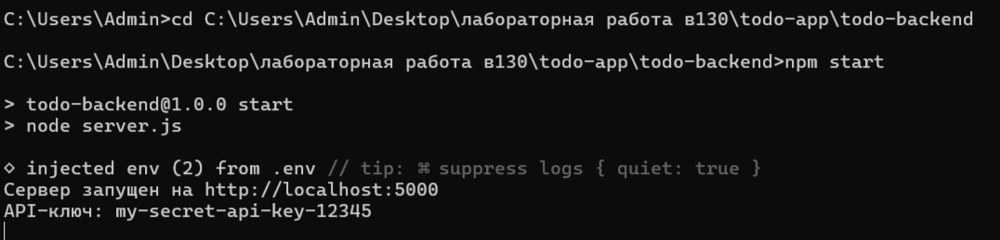 C:\Users\Admin>cd C:\Users\Admin\Desktop\лабораторная работа в130\todo-app\todo-backend
C:\Users\Admin\Desktop\лабораторная работа в130\todo-app\todo-backend>npm start
> todo-backend@1.0.0 start
> node server.js
◇ injected env (2) from .env // tip: ⌘ suppress logs { quiet: true }
Сервер запущен на http://localhost:5000
API-ключ: my-secret-api-key-12345